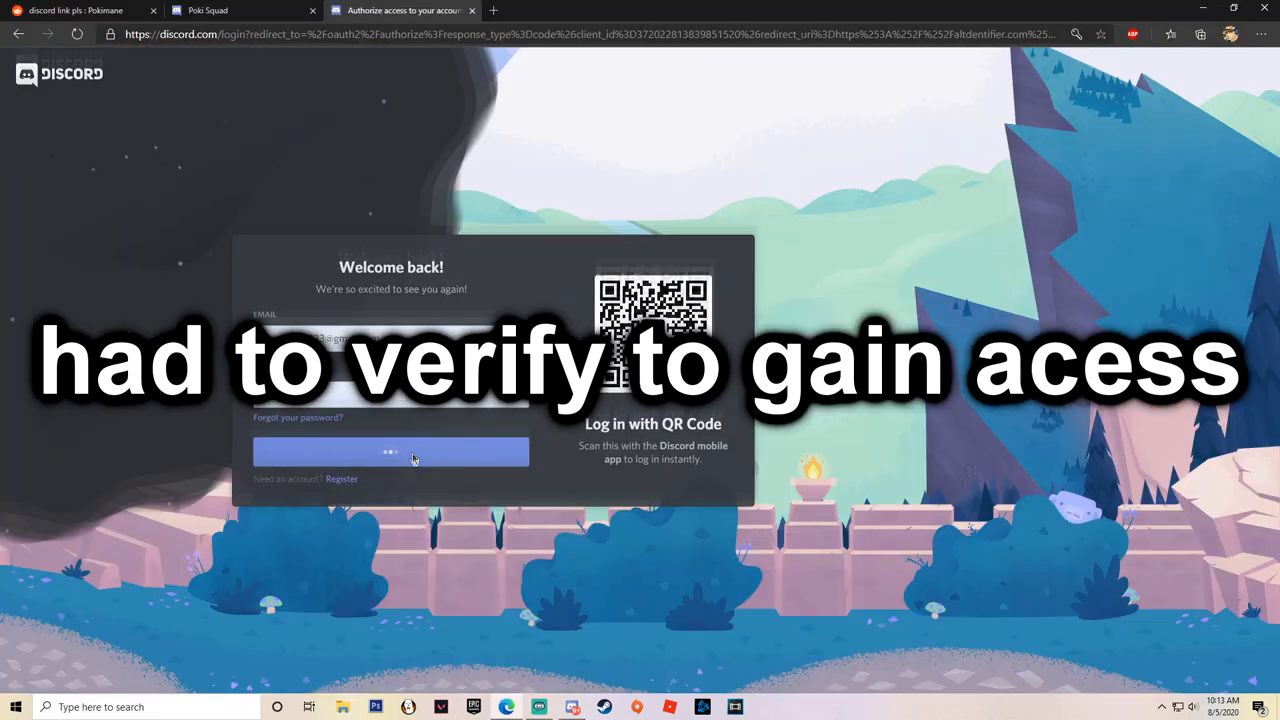 discord link pls : Pokimane
Poki Squad
Authorize access to your accoun
https://discord.com/login?redirect_to=%2Foauth2%2Fauthorize%3Fresponse_type%3Dcode%26client_id%3D372022813839851520%26redirect_uri%3Dhttps%253A%252F%252Faltdentifier.com%25...
ABP
DISCORD
Welcome back!
We're so excited to see you again!
EMAIL
had to verify to gain acess
Forgot your password?
Need an account? Register
Log in with QR Code
Scan this with the Discord mobile
app to log in instantly.
Type here to search
10:13 AM
8/5/2020